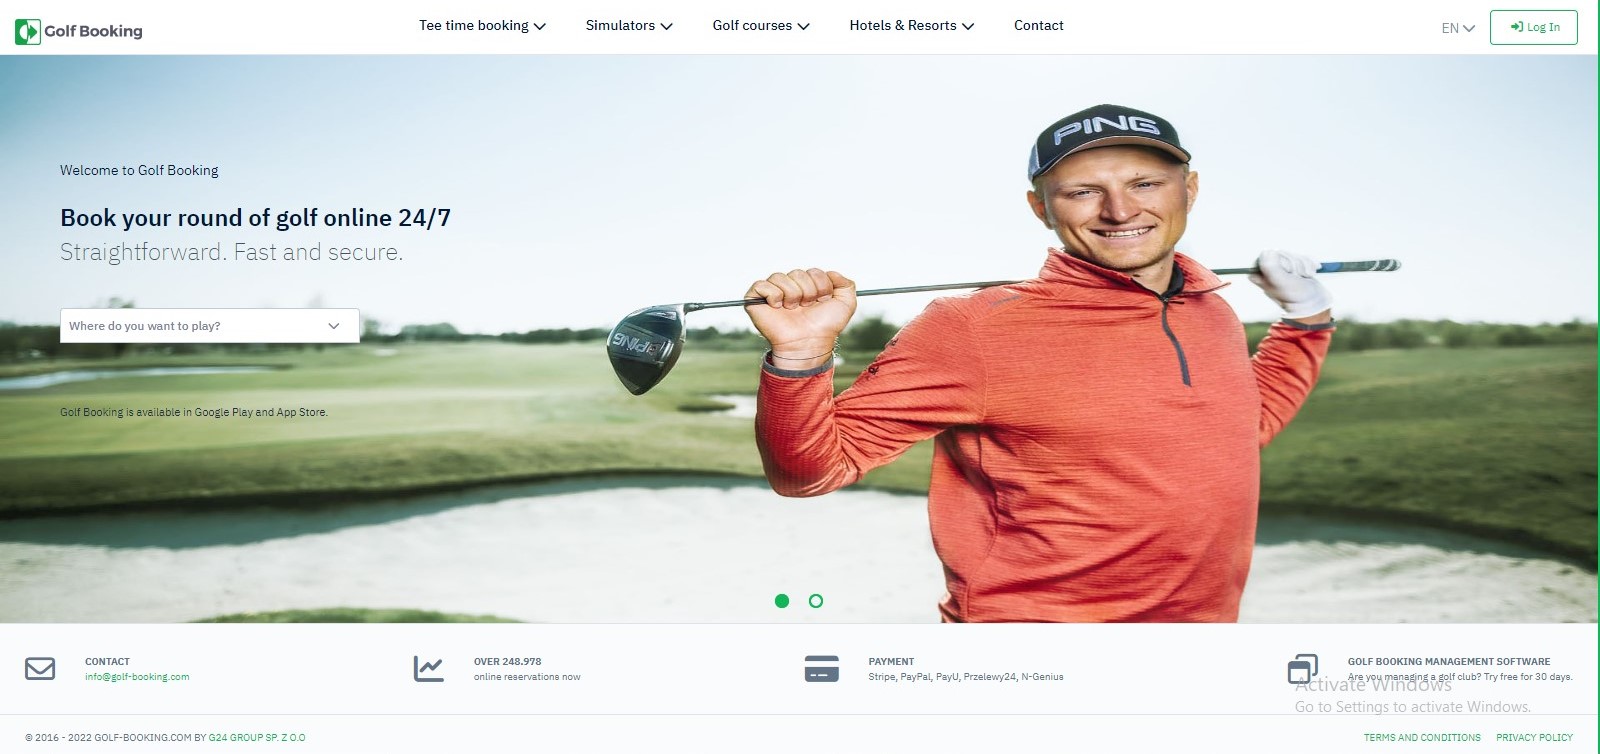 Golf Booking
Tee time booking
Simulators
Golf courses
Hotels & Resorts
Contact
EN
Log In
PING
Welcome to Golf Booking
Book your round of golf online 24/7
Straightforward. Fast and secure.
Where do you want to play?
PING
Golf Booking is available in Google Play and App Store.
CONTACT
info@golf-booking.com
OVER 248.978
online reservations now
PAYMENT
Stripe, PayPal, PayU, Przelewy24, N-Genius
GOLF BOOKING MANAGEMENT SOFTWARE
Are you managing a golf club? Try free for 30 days.
Activate Windows
Go to Settings to activate Windows.
© 2016 - 2022 GOLF-BOOKING.COM BY G24 GROUP SP. Z O.O
TERMS AND CONDITIONS
PRIVACY POLICY